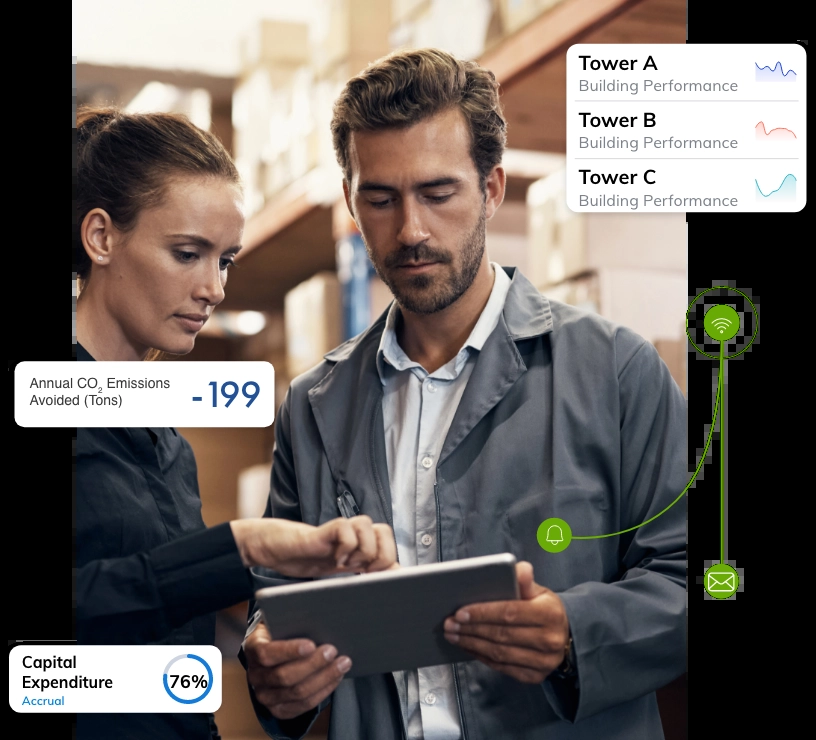 Tower A
Building Performance
Tower B
Building Performance
Tower C
Building Performance
Annual CO₂ Emissions
Avoided (Tons)
-199
Capital
Expenditure
Accrual
76%